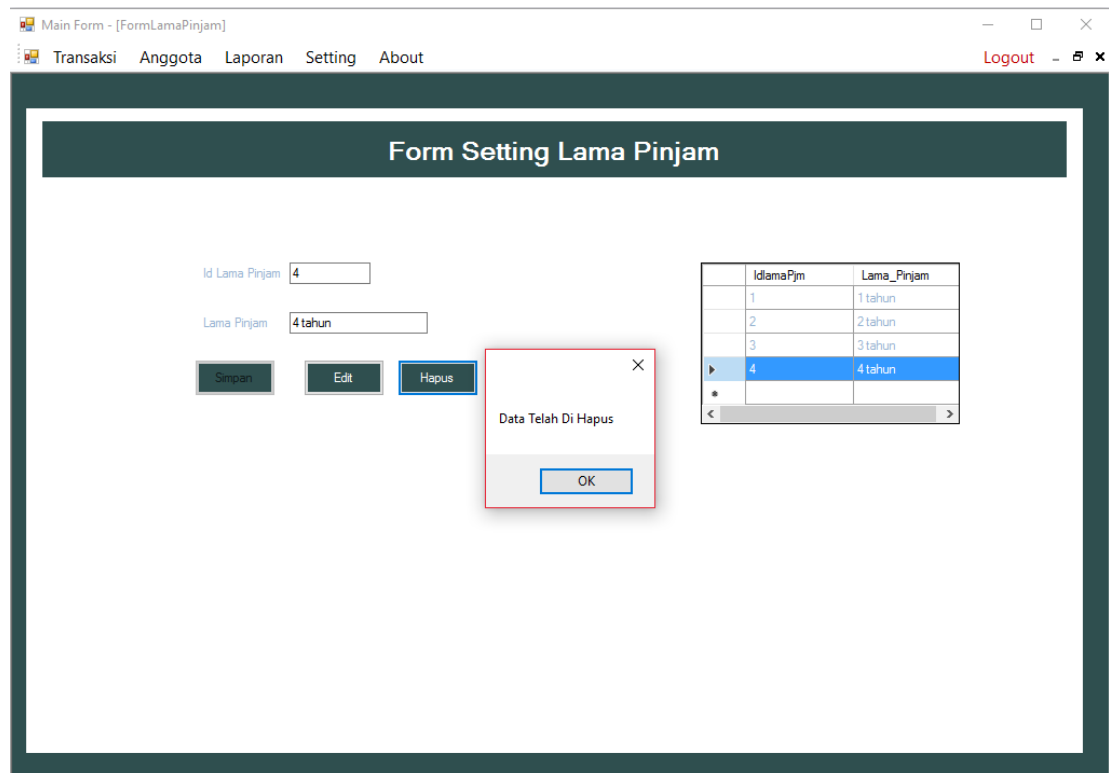 Main Form - [FormLamaPinjam]
Transaksi Anggota Laporan Setting About Logout
Form Setting Lama Pinjam
Id Lama Pinjam 4
Lama Pinjam 4 tahun
Simpan Edit Hapus
IdlamaPjm Lama_Pinjam
1 1 tahun
2 2 tahun
3 3 tahun
4 4 tahun
Data Telah Di Hapus
OK